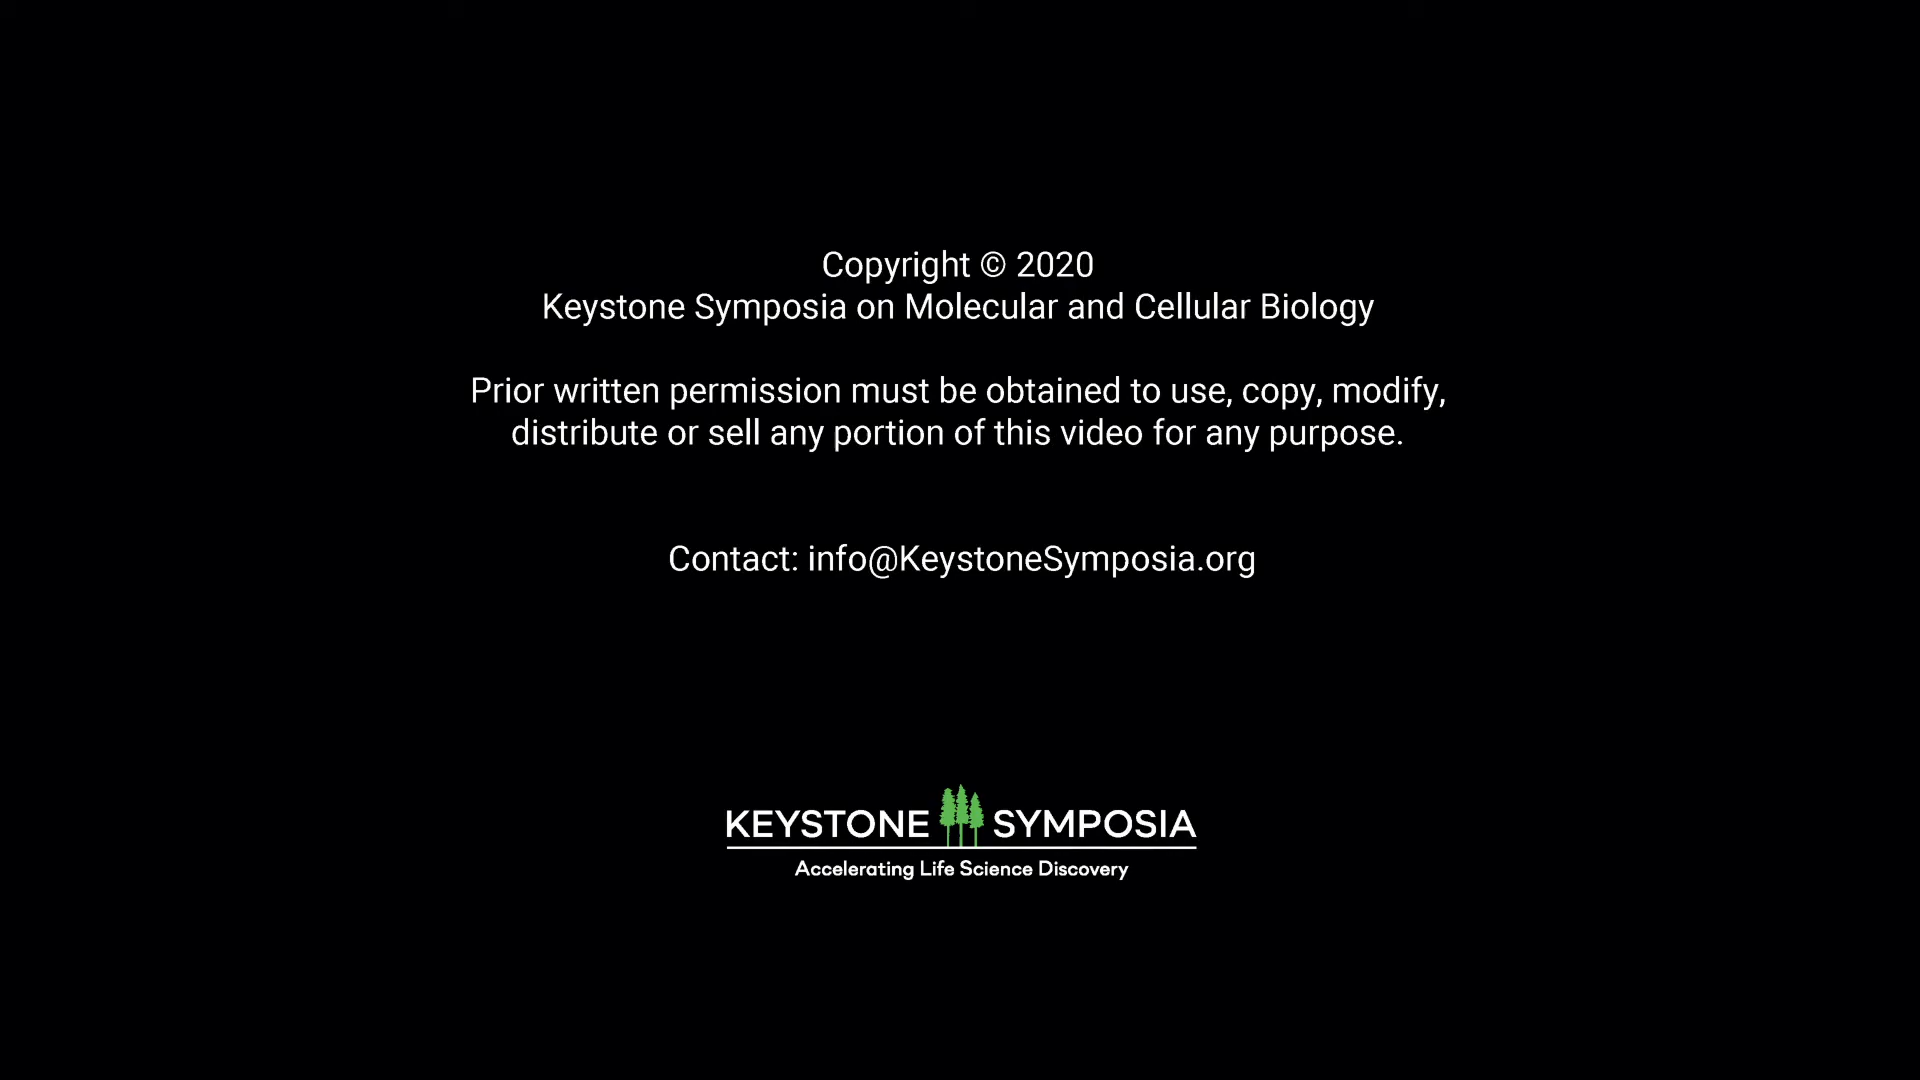 Copyright © 2020
Keystone Symposia on Molecular and Cellular Biology
Prior written permission must be obtained to use, copy, modify,
distribute or sell any portion of this video for any purpose.
Contact: info@KeystoneSymposia.org
KEYSTONE SYMPOSIA
Accelerating Life Science Discovery